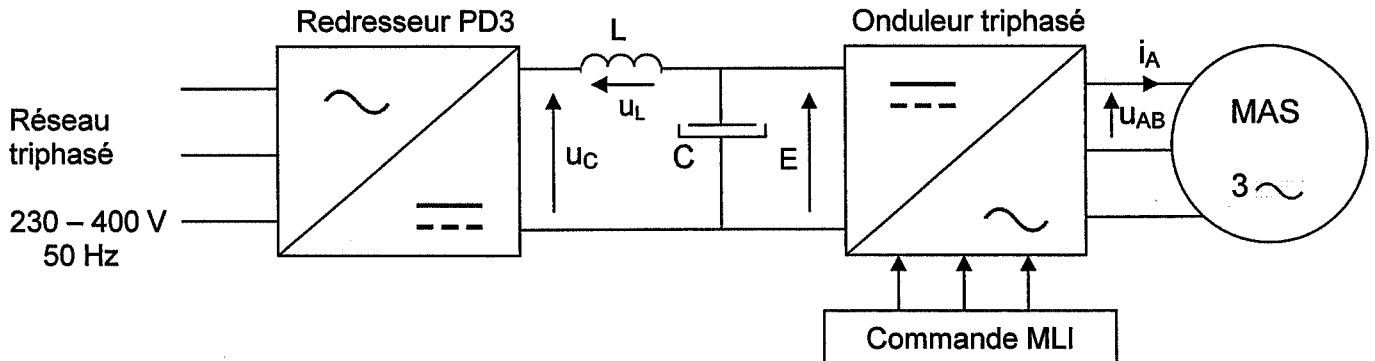 Redresseur PD3
Onduleur triphasé
L
i_A
u_L
u_AB
MAS
Réseau
triphasé
u_C
C
E
3
230 – 400 V
50 Hz
Commande MLI